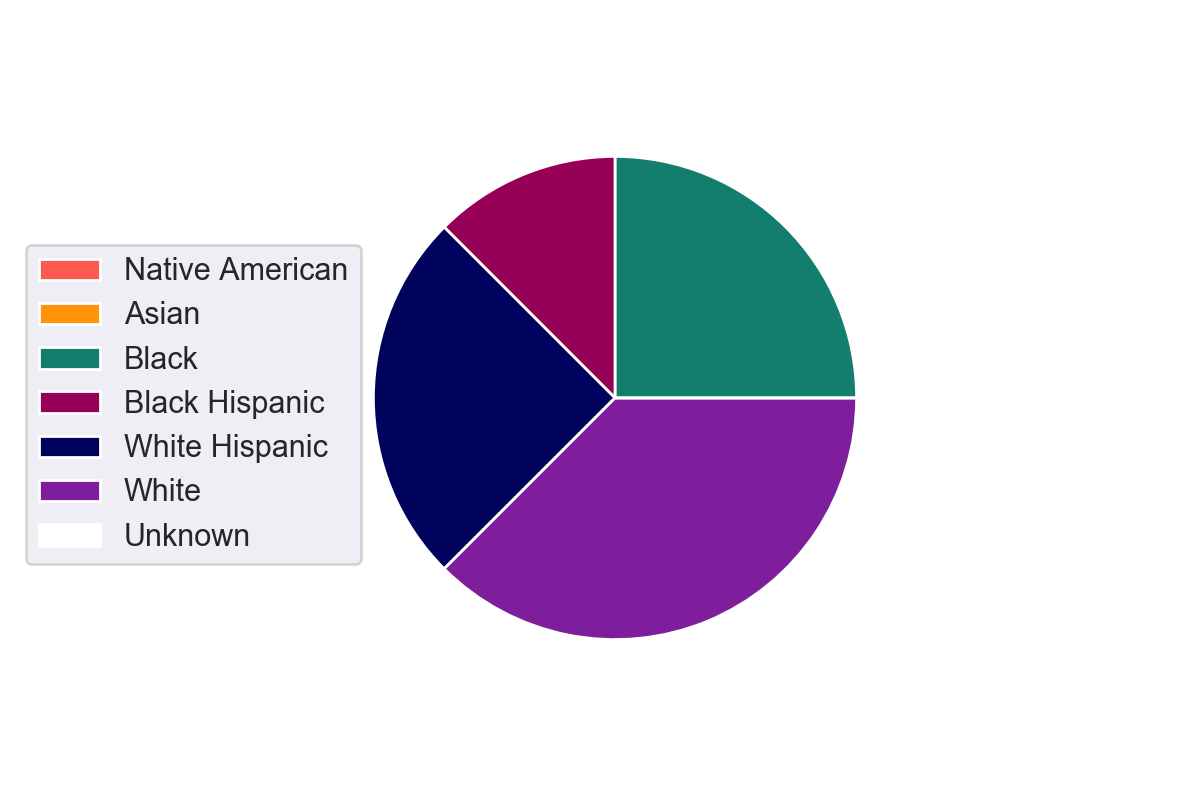 Native American
Asian
Black
Black Hispanic
White Hispanic
White
Unknown